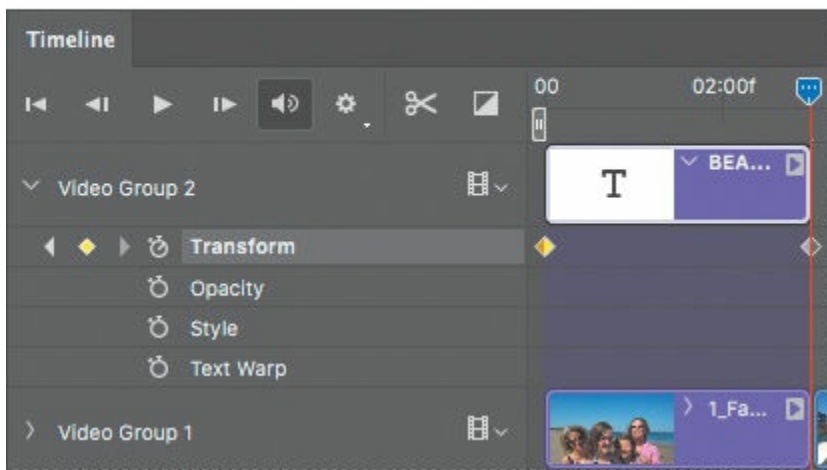 Timeline
00 02:00f
Video Group 2
T BEA...
Transform
Opacity
Style
Text Warp
Video Group 1
1_Fa...